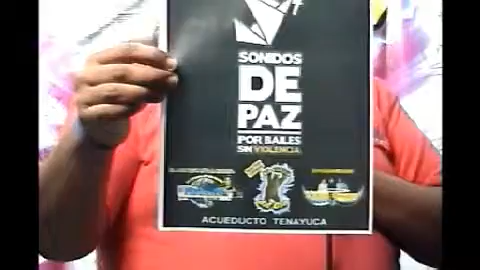 SONIDOS
DE
PAZ
POR BAILES
SIN VIOLENCIA
ACUEDUCTO TENAYUCA